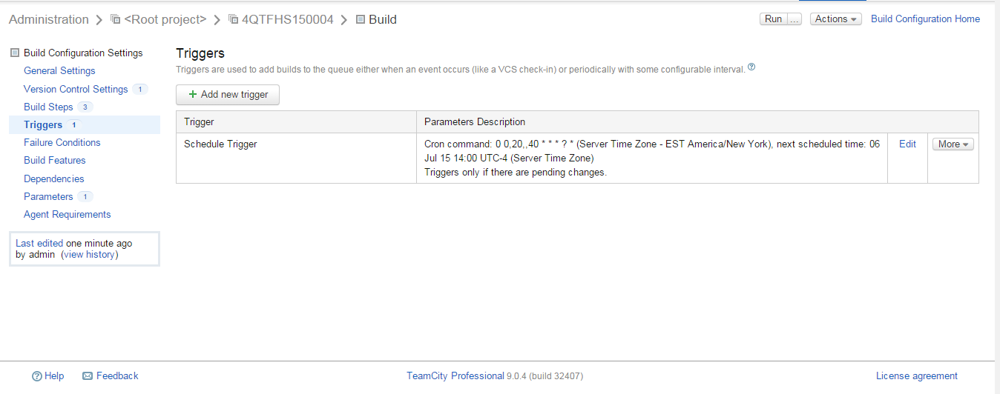 Administration > <Root project> > 4QTFHS150004 > Build
Run ... Actions Build Configuration Home
Build Configuration Settings
General Settings
Version Control Settings 1
Build Steps 3
Triggers 1
Failure Conditions
Build Features
Dependencies
Parameters 1
Agent Requirements
Last edited one minute ago
by admin (view history)
Triggers
Triggers are used to add builds to the queue either when an event occurs (like a VCS check-in) or periodically with some configurable interval. ?
+ Add new trigger
Trigger Parameters Description
Schedule Trigger Cron command: 0 0,20,,40 * * * ? * (Server Time Zone - EST America/New York), next scheduled time: 06 Edit More
Jul 15 14:00 UTC-4 (Server Time Zone)
Triggers only if there are pending changes.
? Help Feedback TeamCity Professional 9.0.4 (build 32407) License agreement